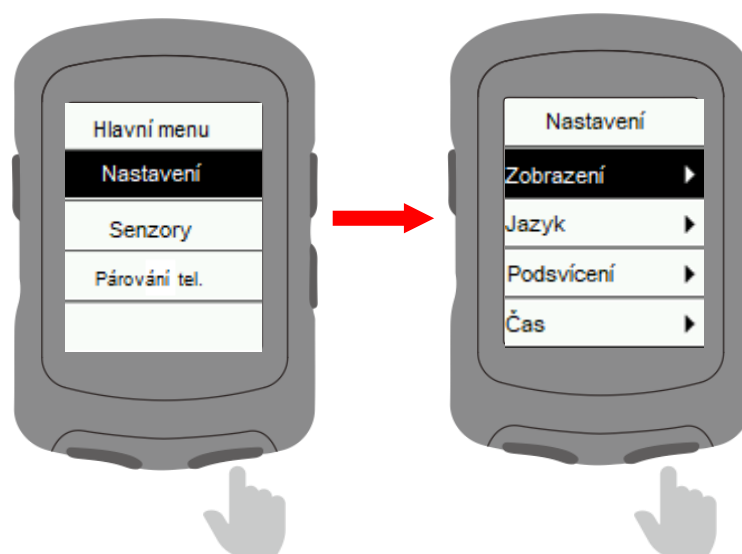 Hlavní menu
Nastavení
Senzory
Párování tel.
Nastavení
Zobrazení
Jazyk
Podsvícení
Čas